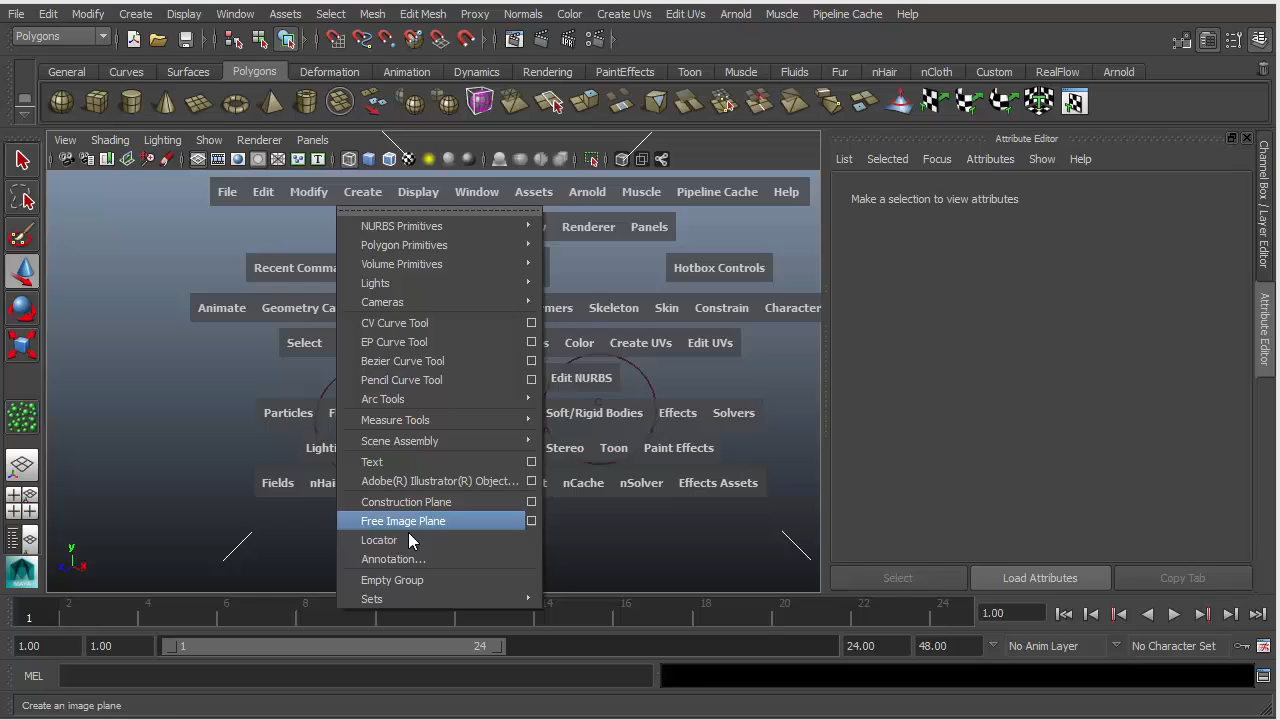 File Edit Modify Create Display Window Assets Select Mesh Edit Mesh Proxy Normals Color Create UVs Edit UVs Arnold Muscle Pipeline Cache Help
Polygons
General Curves Surfaces Polygons Deformation Animation Dynamics Rendering PaintEffects Toon Muscle Fluids Fur nHair nCloth Custom RealFlow Arnold
View Shading Lighting Show Renderer Panels
Attribute Editor
List Selected Focus Attributes Show Help
Make a selection to view attributes
File Edit Modify Create Display Window Assets Arnold Muscle Pipeline Cache Help
Renderer Panels
Hotbox Controls
Animate Skeleton Skin Constrain Character
Select Color Create UVs Edit UVs
Edit NURBS
Particles Soft/Rigid Bodies Effects Solvers
Stereo Toon Paint Effects
Fields nCache nSolver Effects Assets
NURBS Primitives
Polygon Primitives
Volume Primitives
Lights
Cameras
CV Curve Tool
EP Curve Tool
Bezier Curve Tool
Pencil Curve Tool
Arc Tools
Measure Tools
Scene Assembly
Text
Adobe(R) Illustrator(R) Object...
Construction Plane
Free Image Plane
Locator
Annotation...
Empty Group
Sets
y
z x
Channel Box / Layer Editor
Attribute Editor
Select Load Attributes Copy Tab
1 2 4 6 8 14 16 18 20 22 24 1.00
1.00 1.00 1 24 24.00 48.00 No Anim Layer No Character Set
MEL
Create an image plane